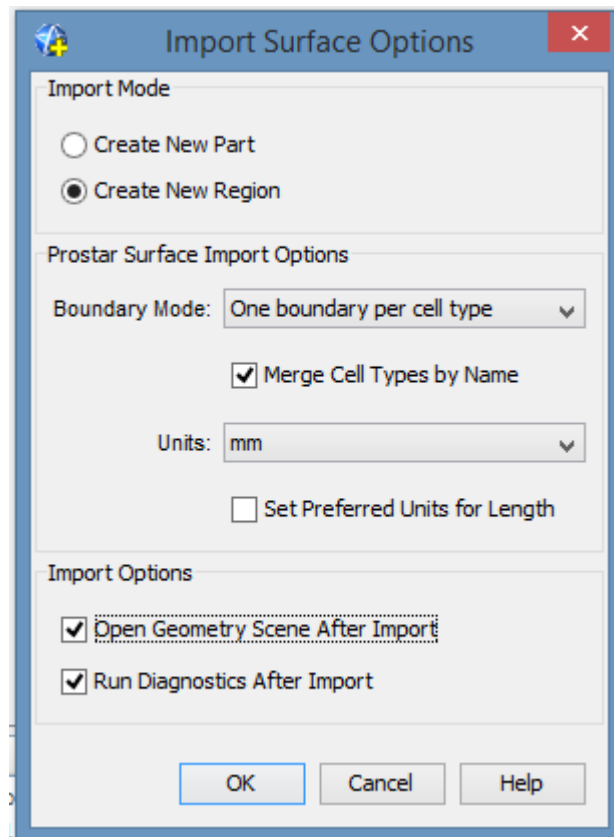 Import Surface Options
Import Mode
Create New Part
Create New Region
Prostar Surface Import Options
Boundary Mode: One boundary per cell type
Merge Cell Types by Name
Units: mm
Set Preferred Units for Length
Import Options
Open Geometry Scene After Import
Run Diagnostics After Import
OK Cancel Help